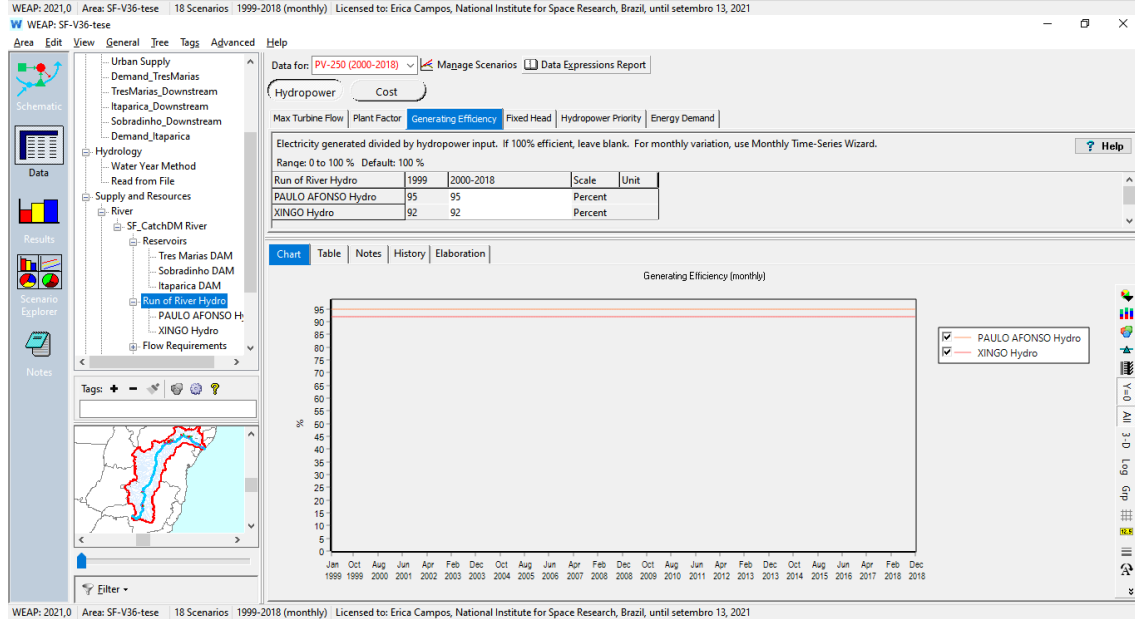 WEAP: 2021,0 Area: SF-V36-tese 18 Scenarios 1999-2018 (monthly) Licensed to: Erica Campos, National Institute for Space Research, Brazil, until setembro 13, 2021
W WEAP: SF-V36-tese
Area Edit View General Tree Tags Advanced Help
Schematic
Data
Results
Scenario
Explorer
Notes
Urban Supply
Demand_TresMarias
TresMarias_Downstream
Itaparica_Downstream
Sobradinho_Downstream
Demand_Itaparica
Hydrology
Water Year Method
Read from File
Supply and Resources
River
SF_CatchDM River
Reservoirs
Tres Marias DAM
Sobradinho DAM
Itaparica DAM
Run of River Hydro
PAULO AFONSO H
XINGO Hydro
Flow Requirements
Tags:
Filter
Data for: PV-250 (2000-2018) Manage Scenarios Data Expressions Report
Hydropower Cost
Max Turbine Flow Plant Factor Generating Efficiency Fixed Head Hydropower Priority Energy Demand
Electricity generated divided by hydropower input. If 100% efficient, leave blank. For monthly variation, use Monthly Time-Series Wizard.
? Help
Range: 0 to 100 % Default: 100 %
Run of River Hydro 1999 2000-2018 Scale Unit
PAULO AFONSO Hydro 95 95 Percent
XINGO Hydro 92 92 Percent
Chart Table Notes History Elaboration
Generating Efficiency (monthly)
95
90
85
80
75
70
65
60
55
50
45
40
35
30
25
20
15
10
5
0
%
Jan Oct Aug Jun Apr Feb Dec Oct Aug Jun Apr Feb Dec Oct Aug Jun Apr Feb Dec Oct Aug Jun Apr Feb Dec
1999 1999 2000 2001 2002 2003 2003 2004 2005 2006 2007 2008 2008 2009 2010 2011 2012 2013 2013 2014 2015 2016 2017 2018 2018
PAULO AFONSO Hydro
XINGO Hydro
Y=0
All
3-D
Log
Grp
12.5
WEAP: 2021,0 Area: SF-V36-tese 18 Scenarios 1999-2018 (monthly) Licensed to: Erica Campos, National Institute for Space Research, Brazil, until setembro 13, 2021